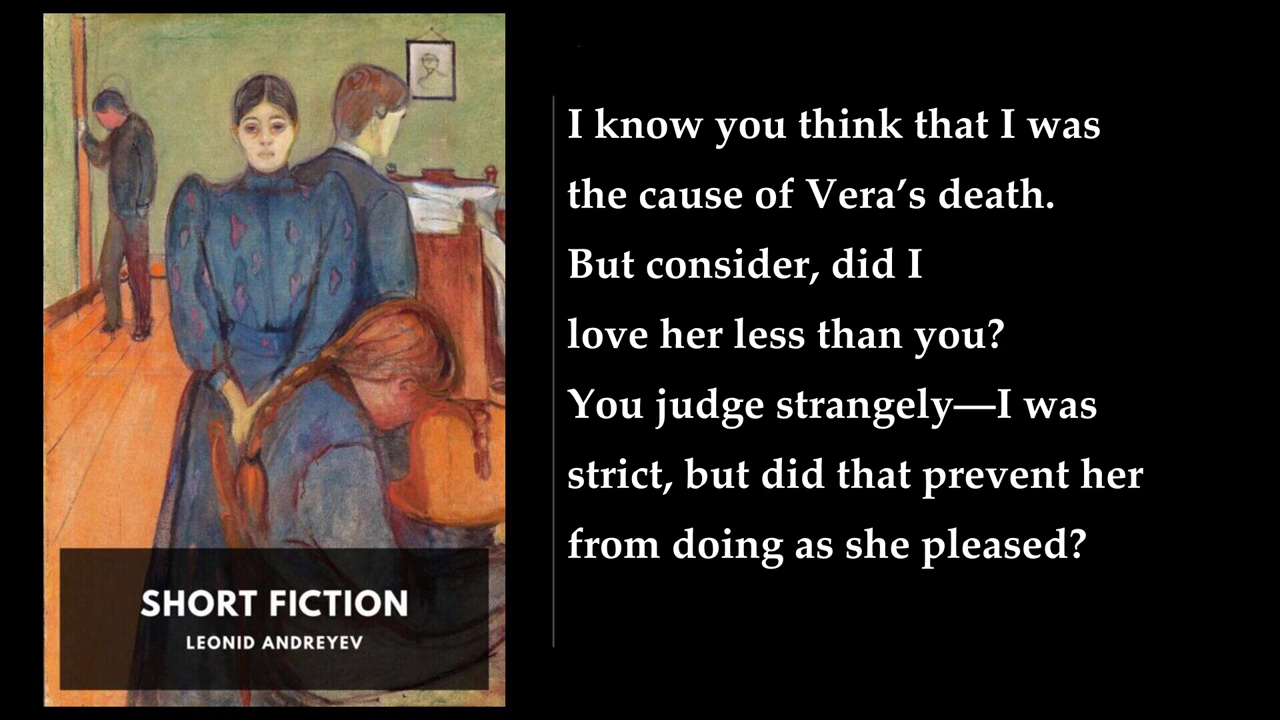 SHORT FICTION
LEONID ANDREYEV
I know you think that I was
the cause of Vera’s death.
But consider, did I
love her less than you?
You judge strangely—I was
strict, but did that prevent her
from doing as she pleased?